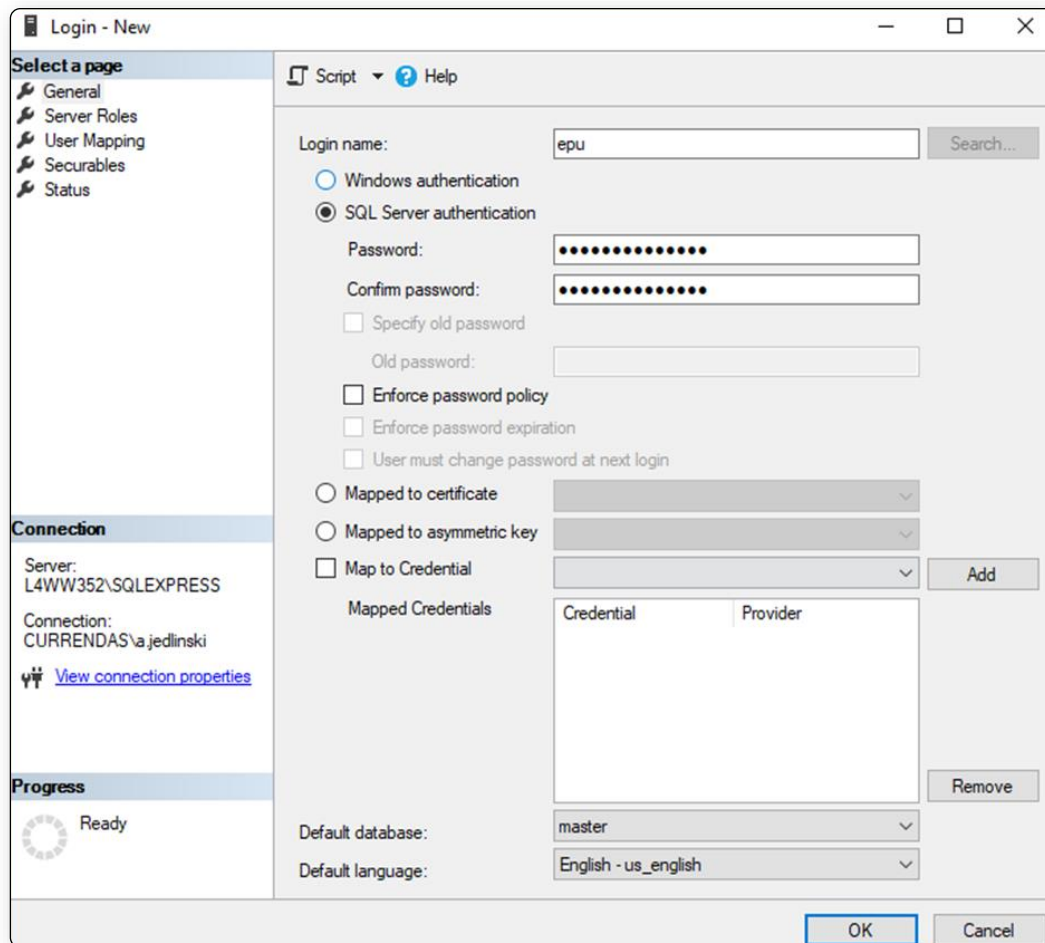 Login - New
Select a page
General
Server Roles
User Mapping
Securables
Status
Script
Help
Login name:
epu
Search...
Windows authentication
SQL Server authentication
Password:
●●●●●●●●●●●●●●
Confirm password:
●●●●●●●●●●●●●●
Specify old password
Old password:
Enforce password policy
Enforce password expiration
User must change password at next login
Mapped to certificate
Mapped to asymmetric key
Map to Credential
Add
Mapped Credentials
Credential Provider
Remove
Default database:
master
Default language:
English - us_english
Connection
Server:
L4WW352\SQLEXPRESS
Connection:
CURRENDAS\a.jedlinski
View connection properties
Progress
Ready
OK
Cancel